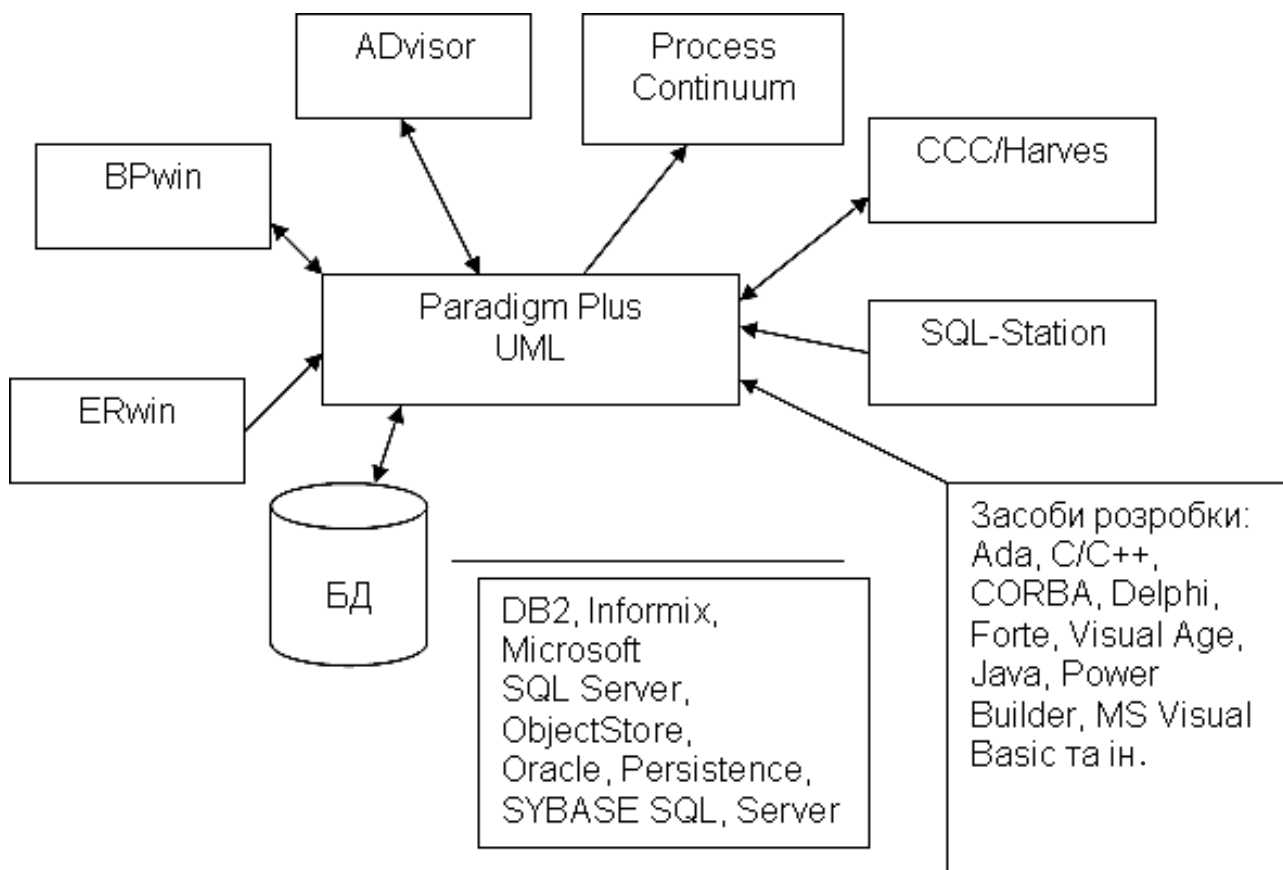 ADvisor
Process
Continuum
CCC/Harves
BPwin
Paradigm Plus
UML
SQL-Station
ERwin
БД
DB2, Informix,
Microsoft
SQL Server,
ObjectStore,
Oracle, Persistence,
SYBASE SQL, Server
Засоби розробки:
Ada, C/C++,
CORBA, Delphi,
Forte, Visual Age,
Java, Power
Builder, MS Visual
Basic та ін.